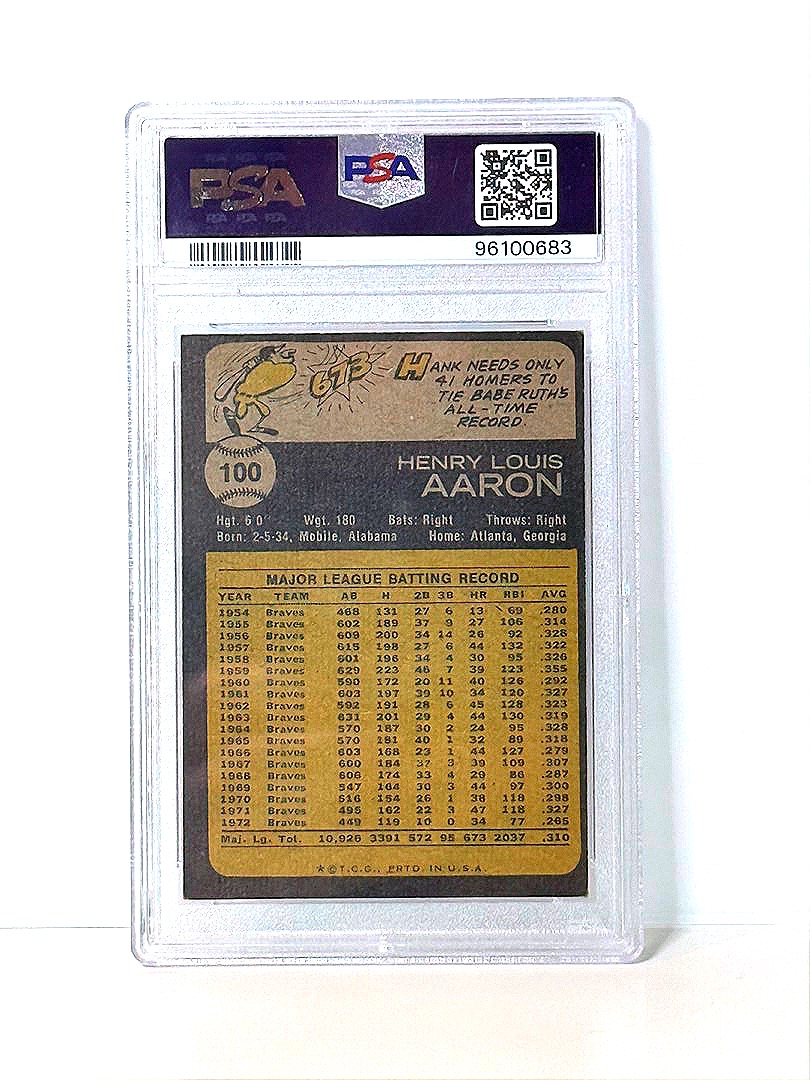 PSA
PSA
PSA PSA PSA
96100683
673
HANK NEEDS ONLY
41 HOMERS TO
TIE BABE RUTH'S
ALL-TIME
RECORD.
100
HENRY LOUIS
AARON
Hgt. 6'0" Wgt. 180 Bats: Right Throws: Right
Born: 2-5-34, Mobile, Alabama Home: Atlanta, Georgia
MAJOR LEAGUE BATTING RECORD
YEAR TEAM AB H 2B 3B HR RBI AVG
1954 Braves 468 131 27 6 13 69 .280
1955 Braves 602 189 37 9 27 106 .314
1956 Braves 609 200 34 14 26 92 .328
1957 Braves 615 198 27 6 44 132 .322
1958 Braves 601 196 34 4 30 95 .326
1959 Braves 629 223 46 7 39 123 .355
1960 Braves 590 172 20 11 40 126 .292
1961 Braves 603 197 39 10 34 120 .327
1962 Braves 592 191 28 6 45 128 .323
1963 Braves 631 201 29 4 44 130 .319
1964 Braves 570 187 30 2 24 95 .328
1965 Braves 570 181 40 1 32 89 .318
1966 Braves 603 168 23 1 44 127 .279
1967 Braves 600 184 37 3 39 109 .307
1968 Braves 606 174 33 4 29 86 .287
1969 Braves 547 164 30 3 44 97 .300
1970 Braves 516 154 26 1 38 118 .298
1971 Braves 495 162 22 3 47 118 .327
1972 Braves 449 119 10 0 34 77 .265
Maj. Lg. Tot. 10,926 3391 572 95 673 2037 .310
*©T.C.G., PRTD. IN U.S.A.